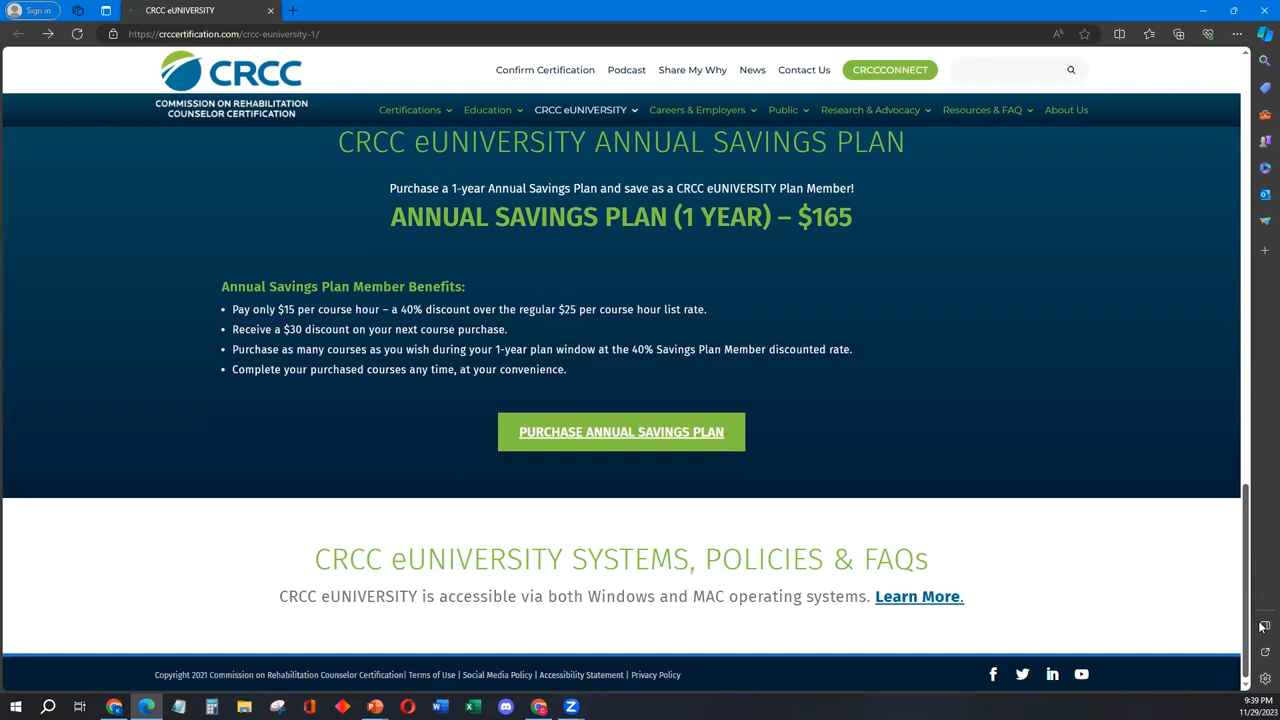 Sign in
CRCC eUNIVERSITY
https://crccertification.com/crc-euniversity-1/
CRCC
COMMISSION ON REHABILITATION
COUNSELOR CERTIFICATION
Confirm Certification Podcast Share My Why News Contact Us CRCCCONNECT
Certifications Education CRCC eUNIVERSITY Careers & Employers Public Research & Advocacy Resources & FAQ About Us
CRCC eUNIVERSITY ANNUAL SAVINGS PLAN
Purchase a 1-year Annual Savings Plan and save as a CRCC eUNIVERSITY Plan Member!
ANNUAL SAVINGS PLAN (1 YEAR) – $165
Annual Savings Plan Member Benefits:
• Pay only $15 per course hour – a 40% discount over the regular $25 per course hour list rate.
• Receive a $30 discount on your next course purchase.
• Purchase as many courses as you wish during your 1-year plan window at the 40% Savings Plan Member discounted rate.
• Complete your purchased courses any time, at your convenience.
PURCHASE ANNUAL SAVINGS PLAN
CRCC eUNIVERSITY SYSTEMS, POLICIES & FAQs
CRCC eUNIVERSITY is accessible via both Windows and MAC operating systems. Learn More.
Copyright 2021 Commission on Rehabilitation Counselor Certification| Terms of Use | Social Media Policy | Accessibility Statement | Privacy Policy
9:39 PM
11/29/2023